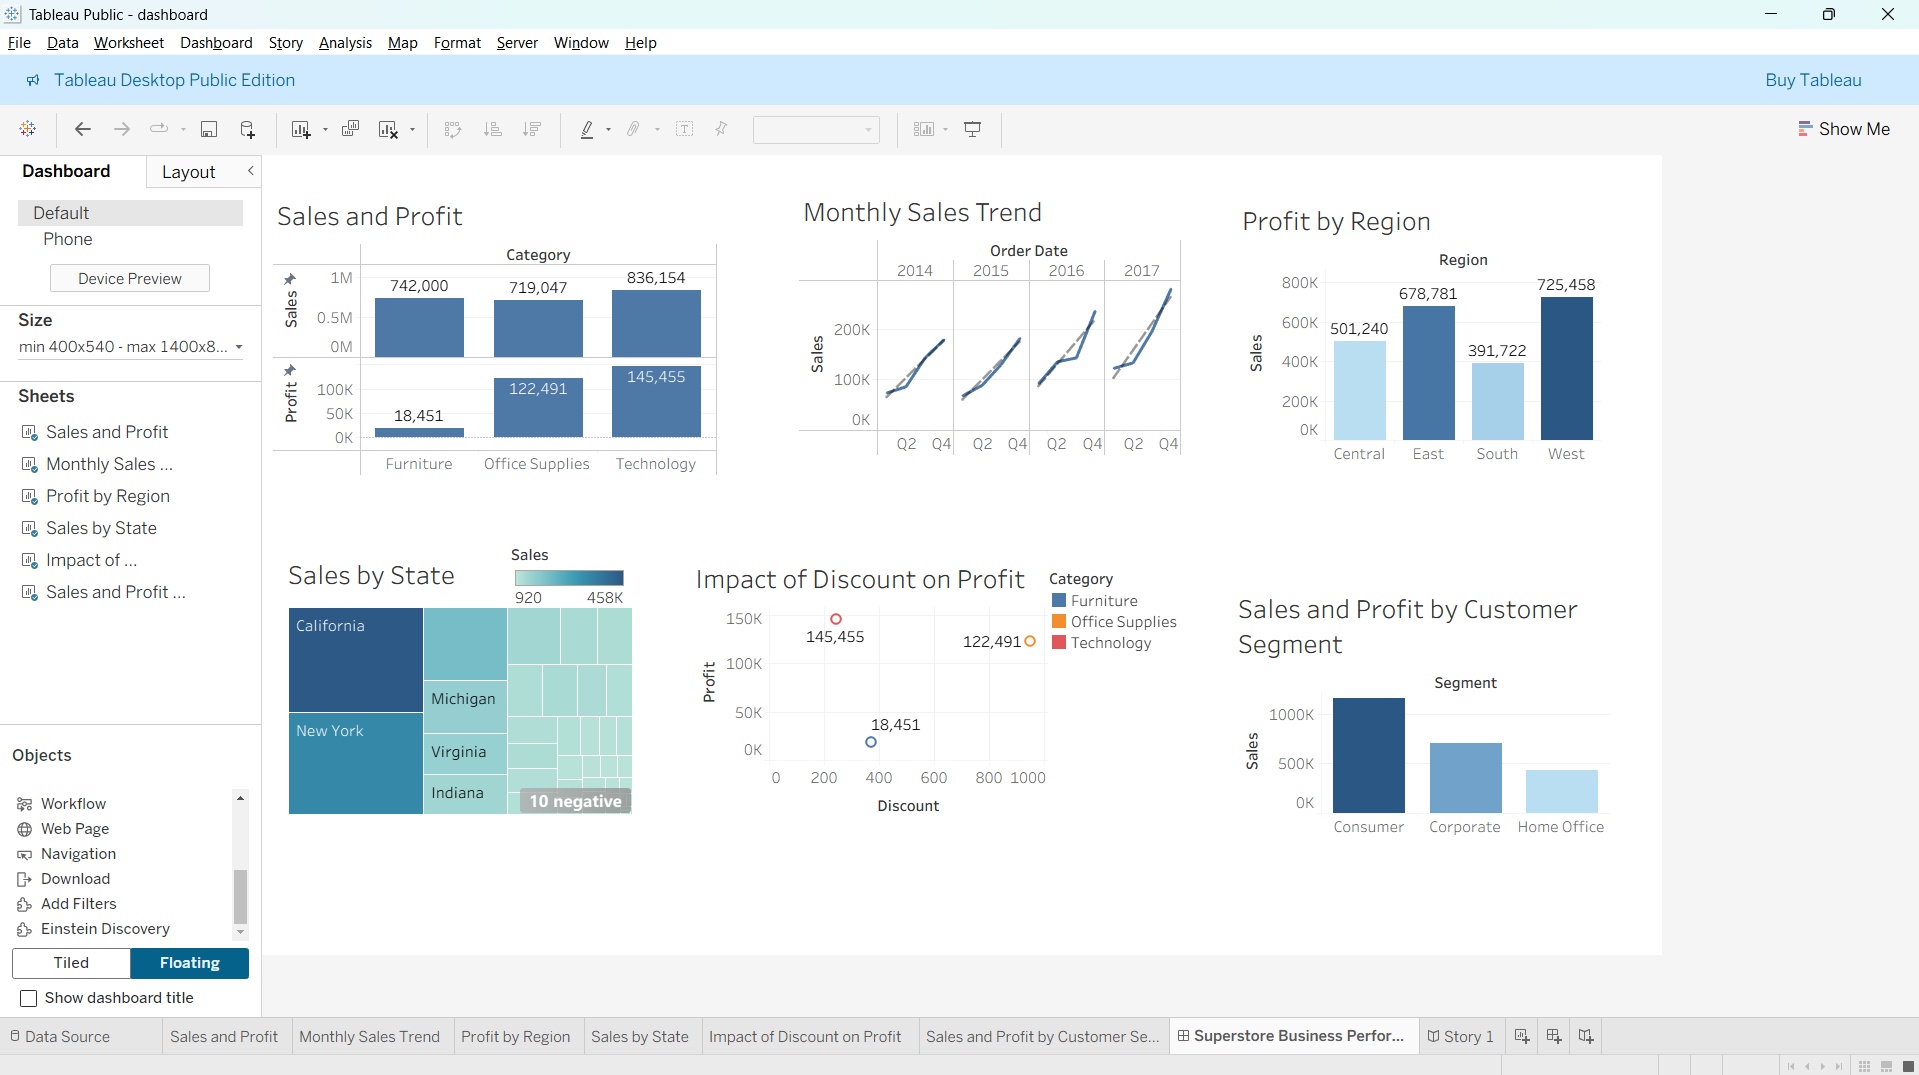 Tableau Public - dashboard
File Data Worksheet Dashboard Story Analysis Map Format Server Window Help
Tableau Desktop Public Edition
Buy Tableau
Show Me
Dashboard
Layout
Default
Phone
Device Preview
Size
min 400x540 - max 1400x8...
Sheets
Sales and Profit
Monthly Sales ...
Profit by Region
Sales by State
Impact of ...
Sales and Profit ...
Objects
Workflow
Web Page
Navigation
Download
Add Filters
Einstein Discovery
Tiled
Floating
Show dashboard title
Sales and Profit
Category
Sales
1M
0.5M
0M
742,000
719,047
836,154
Profit
100K
50K
0K
18,451
122,491
145,455
Furniture
Office Supplies
Technology
Monthly Sales Trend
Order Date
2014 2015 2016 2017
Sales
200K
100K
0K
Q2 Q4 Q2 Q4 Q2 Q4 Q2 Q4
Profit by Region
Region
Sales
800K
600K
400K
200K
0K
501,240
678,781
391,722
725,458
Central
East
South
West
Sales by State
Sales
920
458K
California
New York
Michigan
Virginia
Indiana
10 negative
Impact of Discount on Profit
Profit
150K
100K
50K
0K
145,455
122,491
18,451
0 200 400 600 800 1000
Discount
Category
Furniture
Office Supplies
Technology
Sales and Profit by Customer
Segment
Segment
Sales
1000K
500K
0K
Consumer
Corporate
Home Office
Data Source
Sales and Profit
Monthly Sales Trend
Profit by Region
Sales by State
Impact of Discount on Profit
Sales and Profit by Customer Se...
Superstore Business Perfor...
Story 1